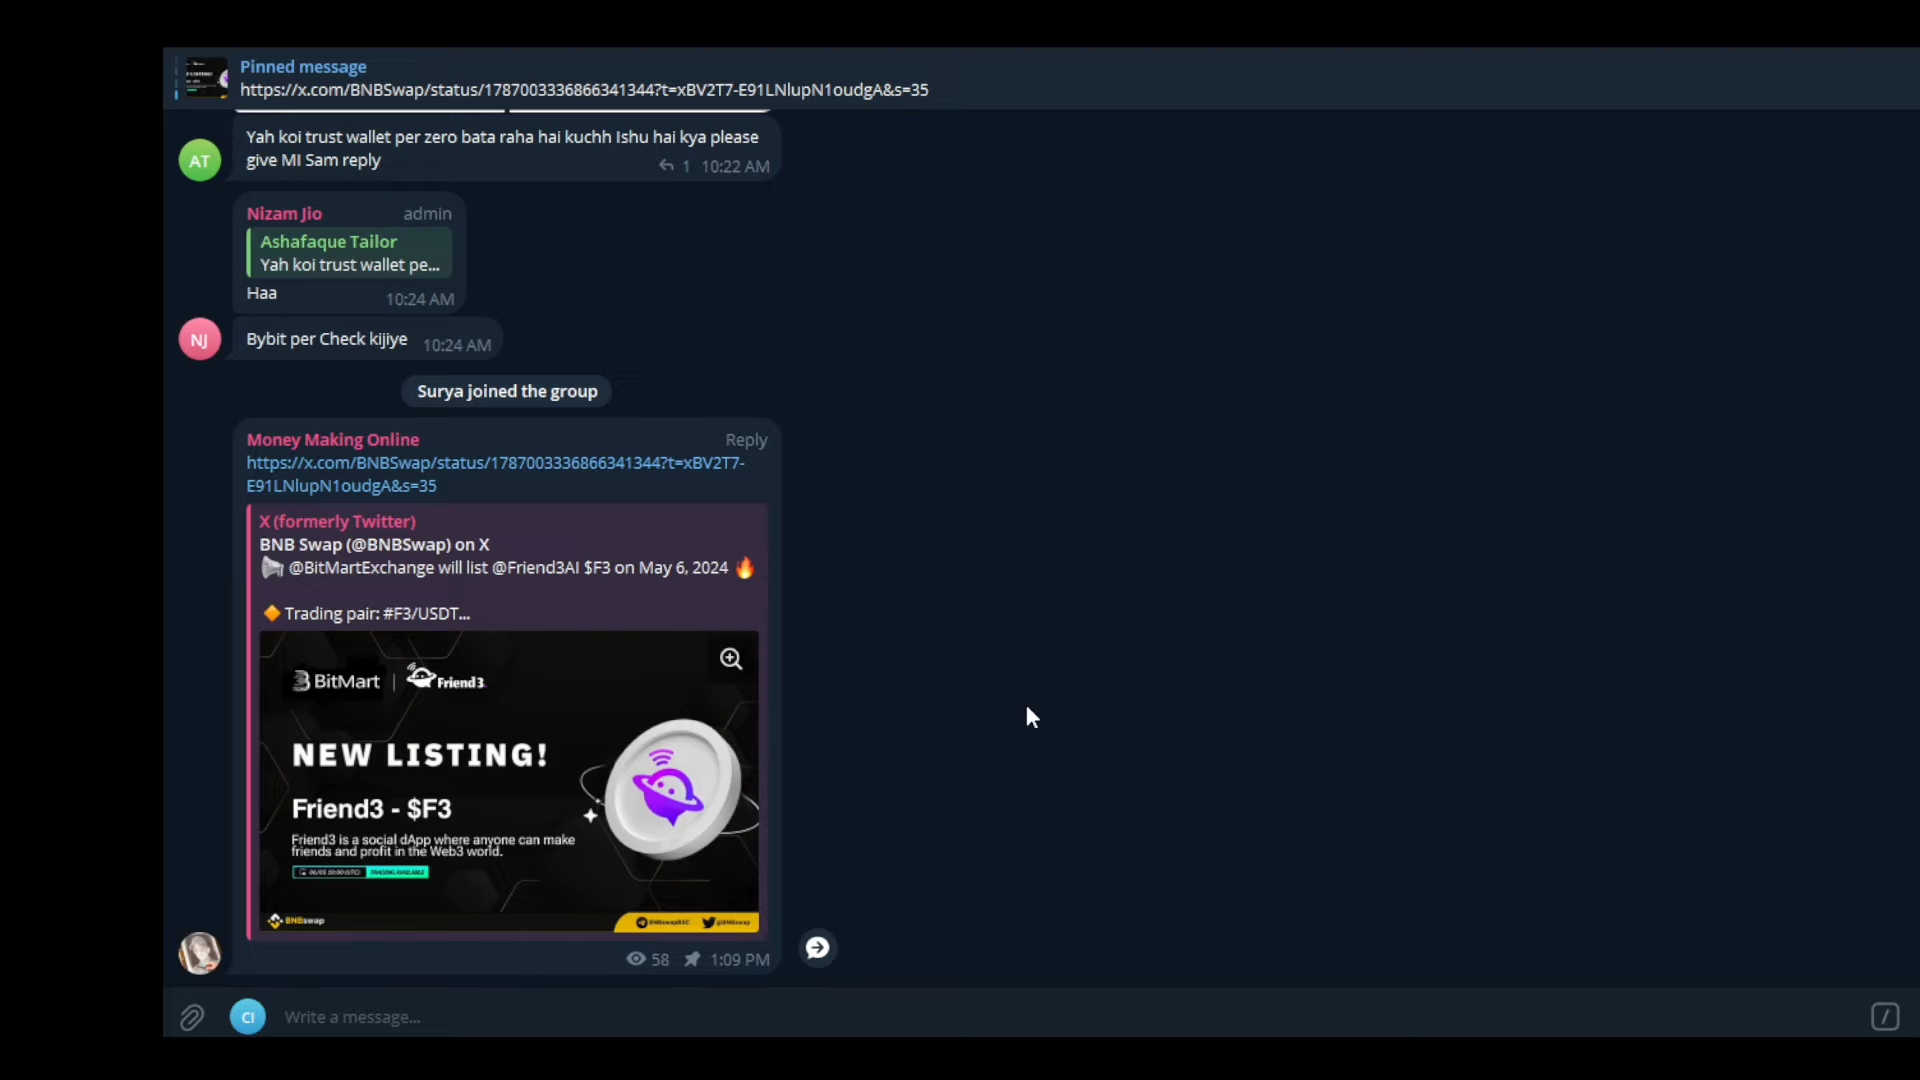 Pinned message
https://x.com/BNBSwap/status/1787003336866341344?t=xBV2T7-E91LNlupN1oudgA&s=35
Yah koi trust wallet per zero bata raha hai kuchh Ishu hai kya please
give MI Sam reply
1 10:22 AM
AT
Nizam Jio admin
Ashafaque Tailor
Yah koi trust wallet pe...
Haa
10:24 AM
NJ
Bybit per Check kijiye 10:24 AM
Surya joined the group
Money Making Online Reply
https://x.com/BNBSwap/status/1787003336866341344?t=xBV2T7-
E91LNlupN1oudgA&s=35
X (formerly Twitter)
BNB Swap (@BNBSwap) on X
@BitMartExchange will list @Friend3AI $F3 on May 6, 2024
Trading pair: #F3/USDT...
BitMart | Friend3
NEW LISTING!
Friend3 - $F3
Friend3 is a social dApp where anyone can make
friends and profit in the Web3 world.
TRADING AVAILABLE
BNBswap
@BNBswap
58 1:09 PM
CI
Write a message...